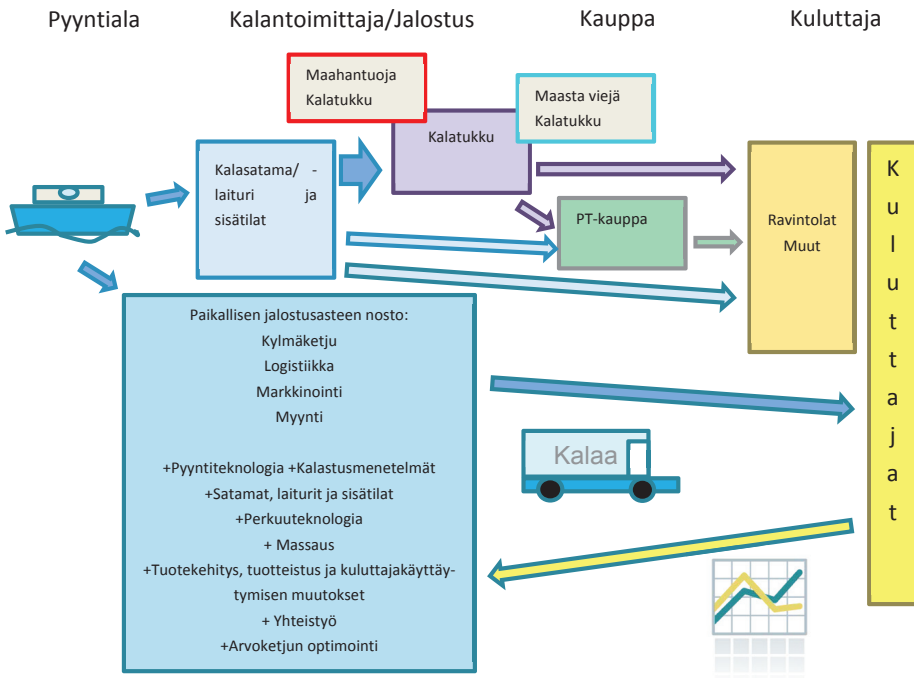 Pyyntiala
Kalantoimittaja/Jalostus
Kauppa
Kuluttaja
Maahantuoja
Kalatukku
Kalatukku
Maasta viejä
Kalatukku
Kalasatama/ -
laituri ja
sisätilat
PT-kauppa
Ravintolat
Muut
Kuluttajat
Paikallisen jalostusasteen nosto:
Kylmäketju
Logistiikka
Markkinointi
Myynti
+Pyyntiteknologia +Kalastusmenetelmät
+Satamat, laiturit ja sisätilat
+Perkuuteknologia
+ Massaus
+Tuotekehitys, tuotteistus ja kuluttajakäyttäy-
tymisen muutokset
+ Yhteistyö
+Arvoketjun optimointi
Kalaa